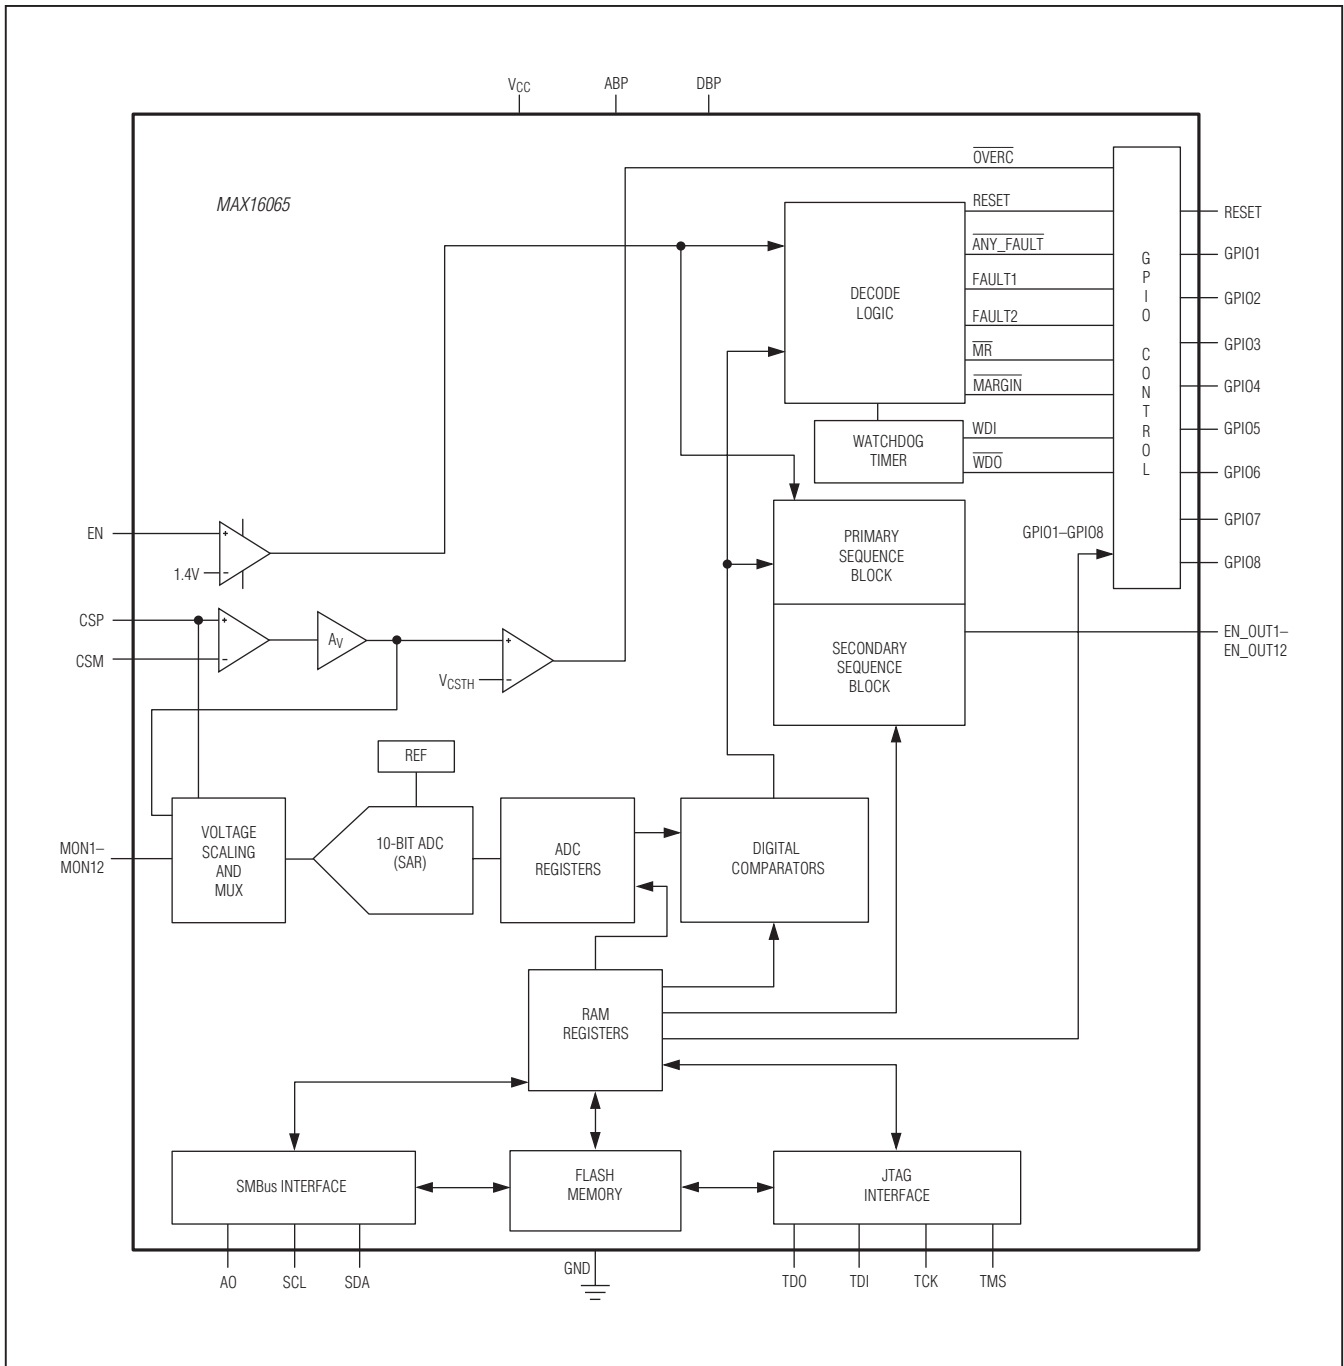 VCC
ABP
DBP
MAX16065
OVERC
RESET
ANY_FAULT
FAULT1
FAULT2
MR
MARGIN
WDI
WDO
DECODE
LOGIC
WATCHDOG
TIMER
GPIO CONTROL
RESET
GPIO1
GPIO2
GPIO3
GPIO4
GPIO5
GPIO6
GPIO7
GPIO8
GPIO1–GPIO8
EN
+
1.4V
−
PRIMARY
SEQUENCE
BLOCK
CSP
+
CSM
−
AV
+
VCSTH
−
SECONDARY
SEQUENCE
BLOCK
EN_OUT1–
EN_OUT12
REF
MON1–
MON12
VOLTAGE
SCALING
AND
MUX
10-BIT ADC
(SAR)
ADC
REGISTERS
DIGITAL
COMPARATORS
RAM
REGISTERS
SMBus INTERFACE
FLASH
MEMORY
JTAG
INTERFACE
AO
SCL
SDA
GND
TDO
TDI
TCK
TMS